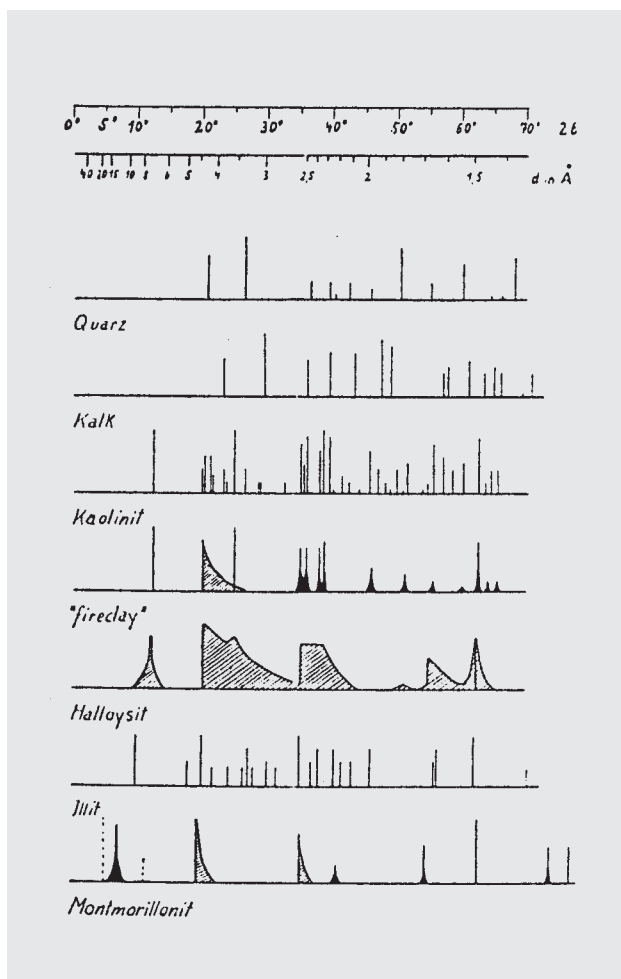 0° 5° 10° 20° 30° 40° 50° 60° 70° 2θ
40 20 15 10 8 6 5 4 3 2,5 2 1,5 d in Å
Quarz
Kalk
Kaolinit
"fireclay"
Halloysit
Illit
Montmorillonit